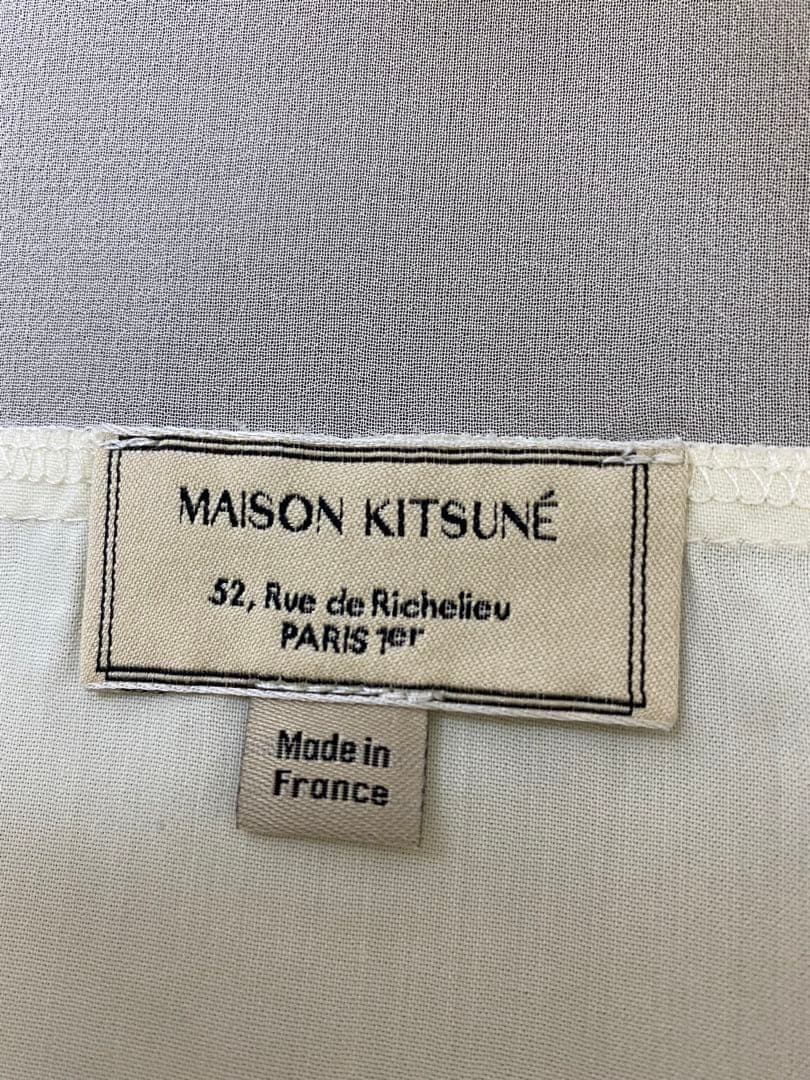 MAISON KITSUNÉ
52, Rue de Richelieu
PARIS 1er
Made in
France